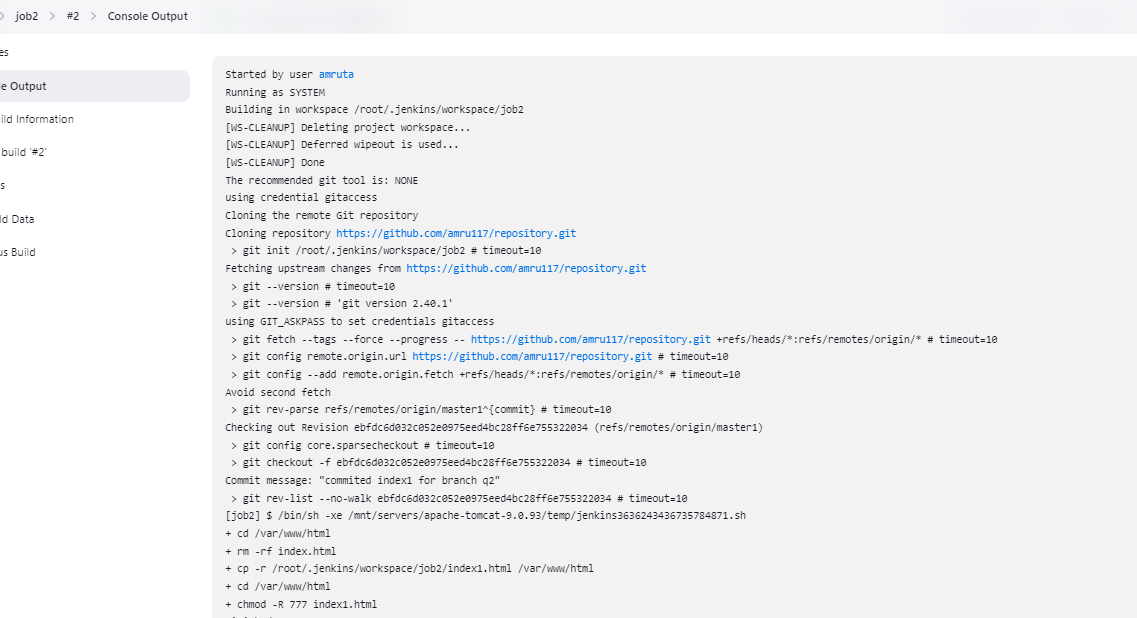 job2 > #2 > Console Output
es
e Output
ild Information
build '#2'
s
ld Data
us Build
Started by user amruta
Running as SYSTEM
Building in workspace /root/.jenkins/workspace/job2
[WS-CLEANUP] Deleting project workspace...
[WS-CLEANUP] Deferred wipeout is used...
[WS-CLEANUP] Done
The recommended git tool is: NONE
using credential gitaccess
Cloning the remote Git repository
Cloning repository https://github.com/amru117/repository.git
> git init /root/.jenkins/workspace/job2 # timeout=10
Fetching upstream changes from https://github.com/amru117/repository.git
> git --version # timeout=10
> git --version # 'git version 2.40.1'
using GIT_ASKPASS to set credentials gitaccess
> git fetch --tags --force --progress -- https://github.com/amru117/repository.git +refs/heads/*:refs/remotes/origin/* # timeout=10
> git config remote.origin.url https://github.com/amru117/repository.git # timeout=10
> git config --add remote.origin.fetch +refs/heads/*:refs/remotes/origin/* # timeout=10
Avoid second fetch
> git rev-parse refs/remotes/origin/master1^{commit} # timeout=10
Checking out Revision ebfdc6d032c052e0975eed4bc28ff6e755322034 (refs/remotes/origin/master1)
> git config core.sparsecheckout # timeout=10
> git checkout -f ebfdc6d032c052e0975eed4bc28ff6e755322034 # timeout=10
Commit message: "commited index1 for branch q2"
> git rev-list --no-walk ebfdc6d032c052e0975eed4bc28ff6e755322034 # timeout=10
[job2] $ /bin/sh -xe /mnt/servers/apache-tomcat-9.0.93/temp/jenkins3636243436735784871.sh
+ cd /var/www/html
+ rm -rf index.html
+ cp -r /root/.jenkins/workspace/job2/index1.html /var/www/html
+ cd /var/www/html
+ chmod -R 777 index1.html